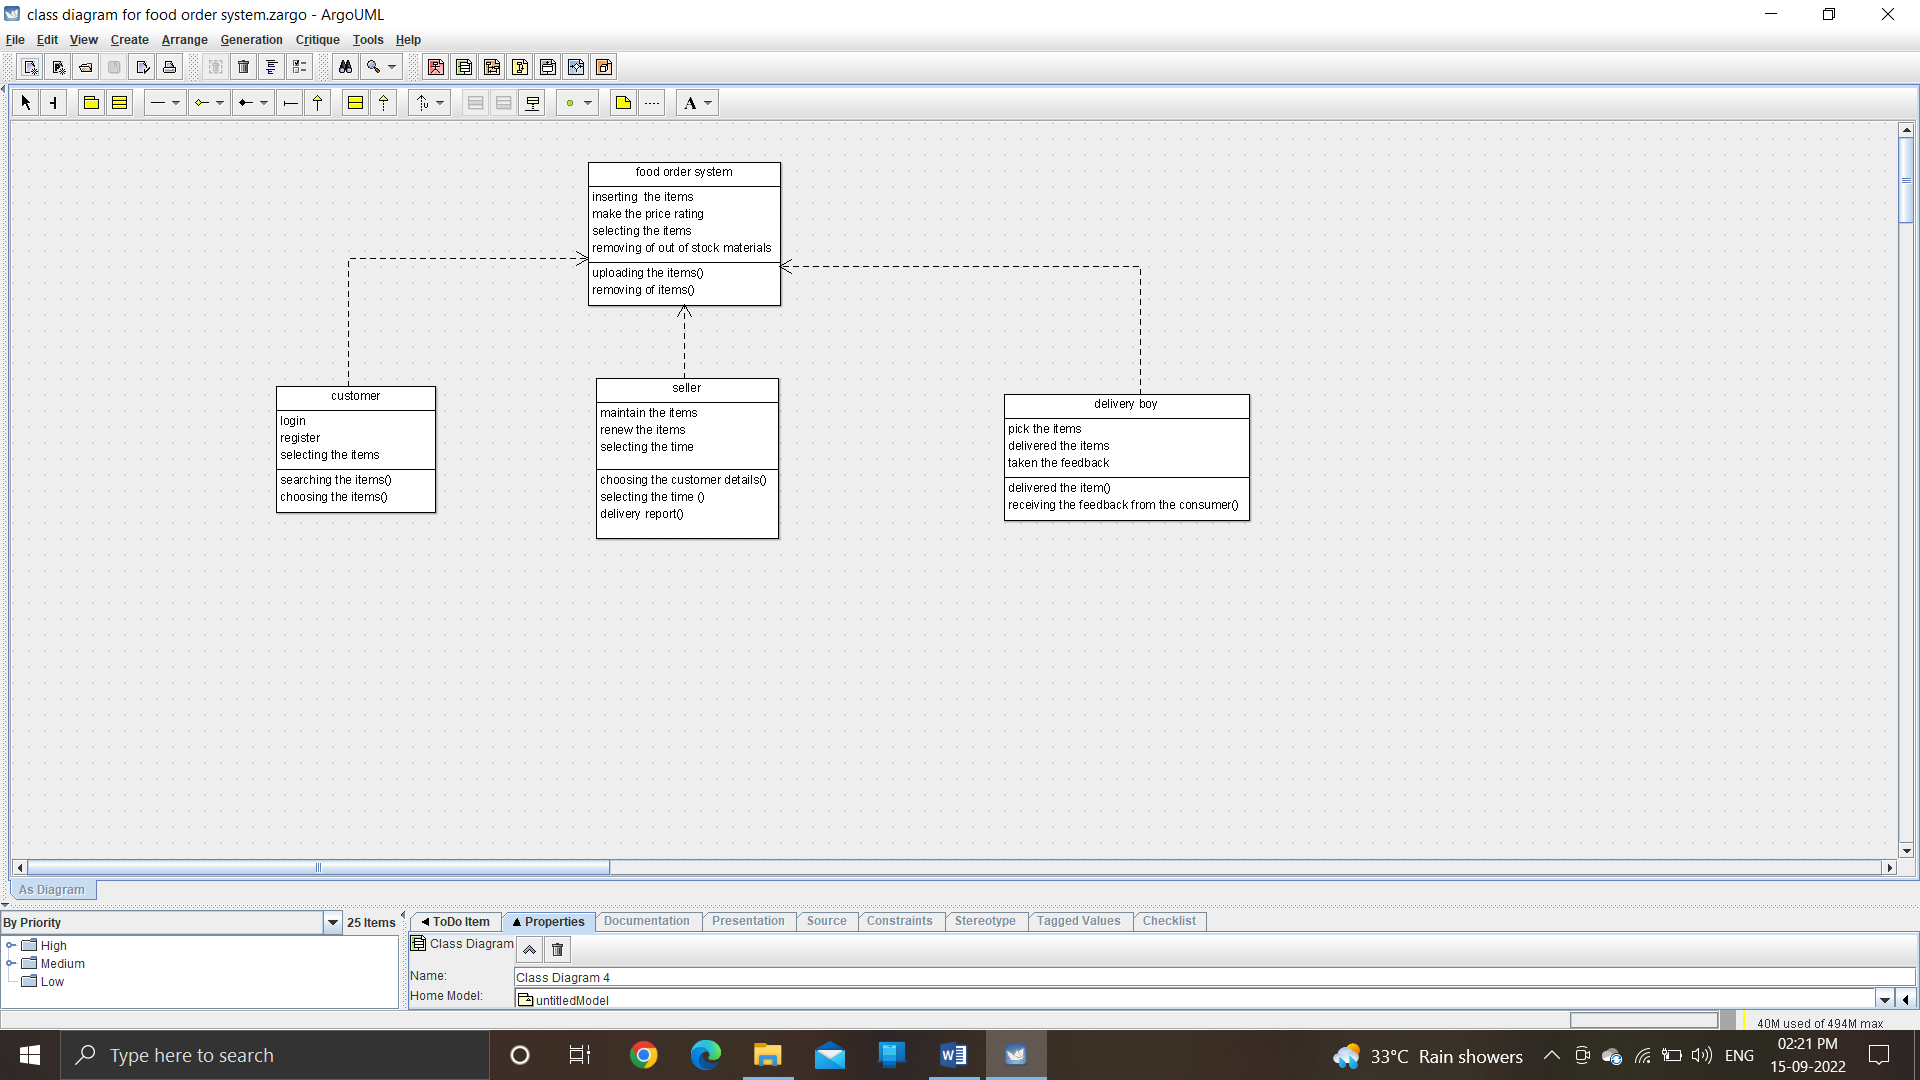 class diagram for food order system.zargo - ArgoUML
File Edit View Create Arrange Generation Critique Tools Help
A
food order system
inserting  the items
make the price rating
selecting the items
removing of out of stock materials
uploading the items()
removing of items()
customer
login
register
selecting the items
searching the items()
choosing the items()
seller
maintain the items
renew the items
selecting the time
choosing the customer details()
selecting the time ()
delivery report()
delivery boy
pick the items
delivered the items
taken the feedback
delivered the item()
receiving the feedback from the consumer()
As Diagram
By Priority 25 Items
High
Medium
Low
ToDo Item Properties Documentation Presentation Source Constraints Stereotype Tagged Values Checklist
Class Diagram
Name: Class Diagram 4
Home Model: untitledModel
40M used of 494M max
Type here to search
33°C Rain showers
ENG
02:21 PM
15-09-2022